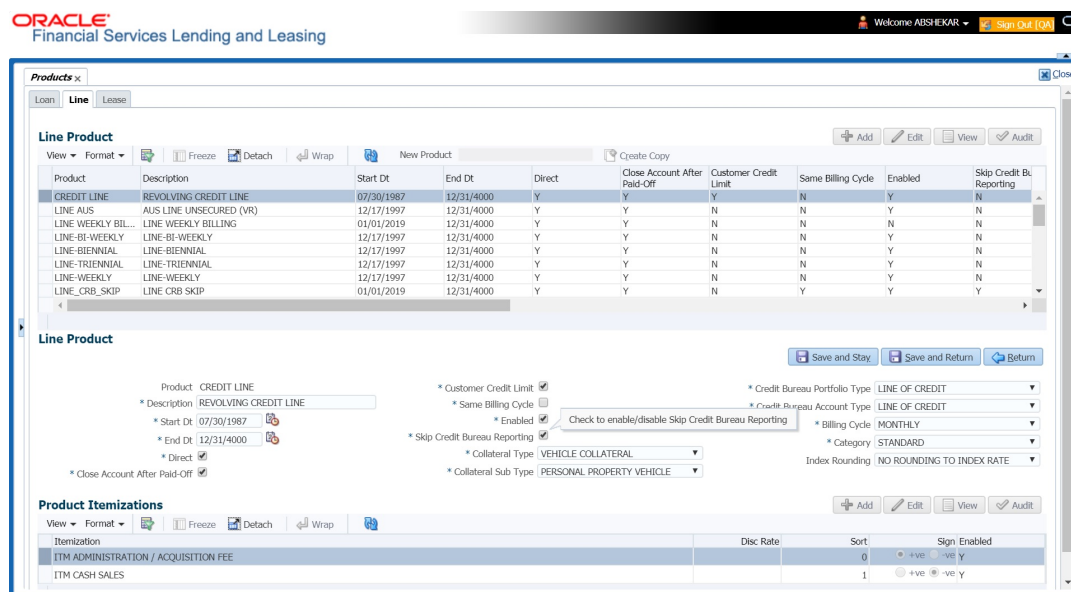 ORACLE®
Financial Services Lending and Leasing
Welcome ABSHEKAR
Sign Out [QA]
Products ×
Close
Loan Line Lease
Line Product
Add Edit View Audit
View Format Freeze Detach Wrap New Product Create Copy
Product Description Start Dt End Dt Direct Close Account After Paid-Off Customer Credit Limit Same Billing Cycle Enabled Skip Credit Bu Reporting
CREDIT LINE REVOLVING CREDIT LINE 07/30/1987 12/31/4000 Y Y Y N Y N
LINE AUS AUS LINE UNSECURED (VR) 12/17/1997 12/31/4000 Y Y N N Y N
LINE WEEKLY BIL... LINE WEEKLY BILLING 01/01/2019 12/31/4000 Y Y N N N N
LINE-BI-WEEKLY LINE-BI-WEEKLY 12/17/1997 12/31/4000 Y Y N N Y N
LINE-BIENNIAL LINE-BIENNIAL 12/17/1997 12/31/4000 Y Y N N Y N
LINE-TRIENNIAL LINE-TRIENNIAL 12/17/1997 12/31/4000 Y Y N N Y N
LINE-WEEKLY LINE-WEEKLY 12/17/1997 12/31/4000 Y Y N N Y N
LINE_CRB_SKIP LINE CRB SKIP 01/01/2019 12/31/4000 Y Y N Y Y Y
Line Product
Save and Stay Save and Return Return
Product CREDIT LINE
* Description REVOLVING CREDIT LINE
* Start Dt 07/30/1987
* End Dt 12/31/4000
* Direct
* Close Account After Paid-Off
* Customer Credit Limit
* Same Billing Cycle
* Enabled
* Skip Credit Bureau Reporting
Check to enable/disable Skip Credit Bureau Reporting
* Collateral Type VEHICLE COLLATERAL
* Collateral Sub Type PERSONAL PROPERTY VEHICLE
* Credit Bureau Portfolio Type LINE OF CREDIT
* Credit Bureau Account Type LINE OF CREDIT
* Billing Cycle MONTHLY
* Category STANDARD
Index Rounding NO ROUNDING TO INDEX RATE
Product Itemizations
Add Edit View Audit
View Format Freeze Detach Wrap
Itemization Disc Rate Sort Sign Enabled
ITM ADMINISTRATION / ACQUISITION FEE 0 +ve -ve Y
ITM CASH SALES 1 +ve -ve Y